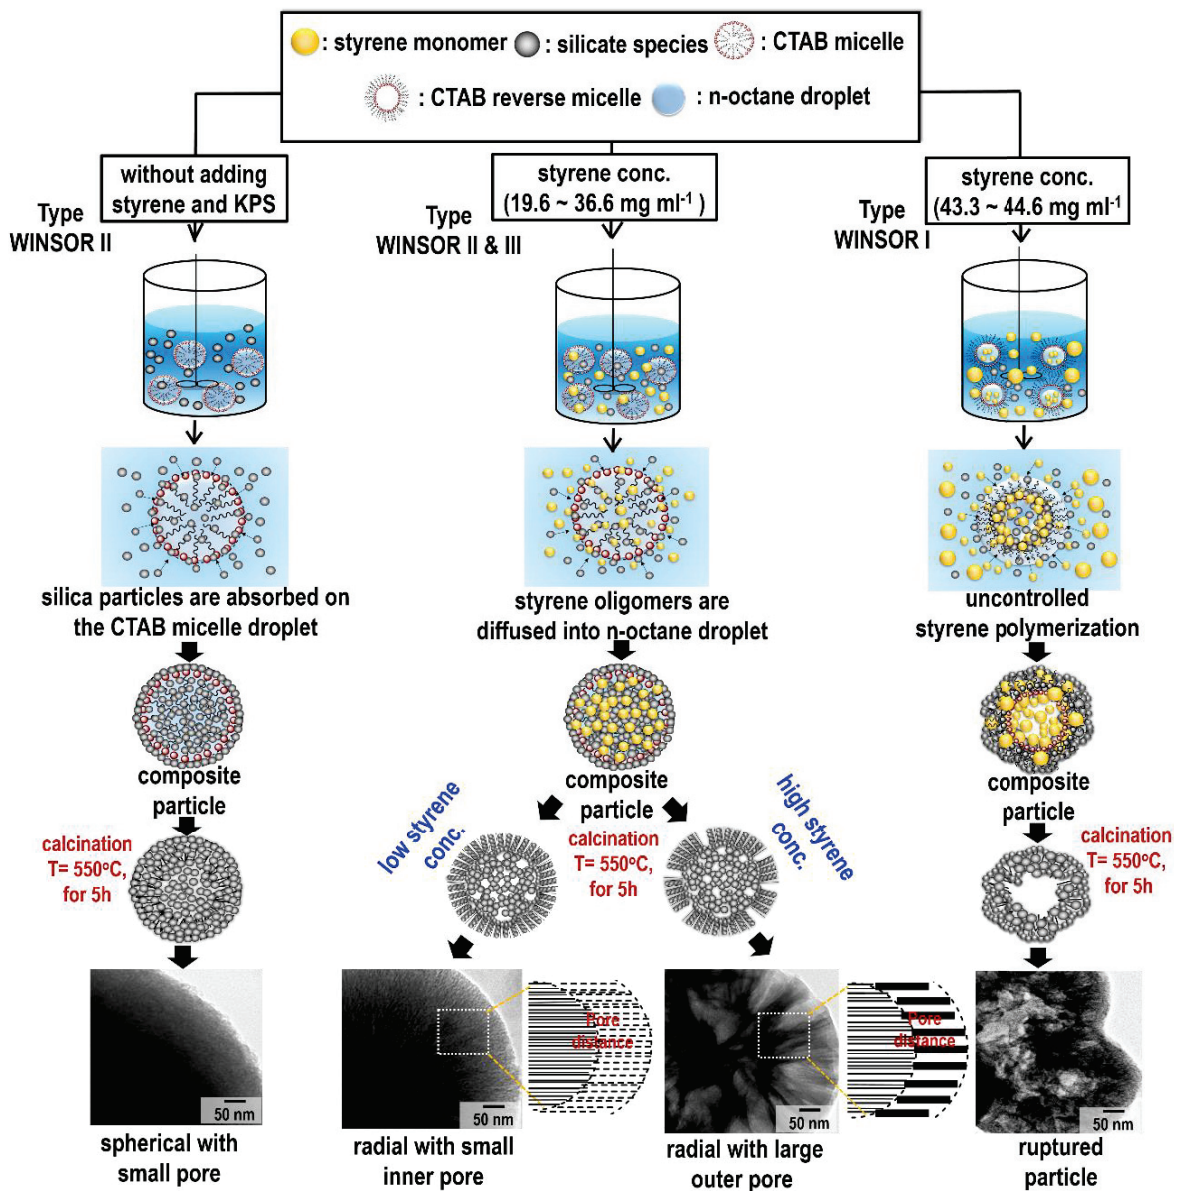 : styrene monomer : silicate species : CTAB micelle
: CTAB reverse micelle : n-octane droplet
without adding
styrene and KPS
Type
WINSOR II
styrene conc.
(19.6 ~ 36.6 mg ml-1 )
Type
WINSOR II & III
styrene conc.
(43.3 ~ 44.6 mg ml-1
Type
WINSOR I
silica particles are absorbed on
the CTAB micelle droplet
styrene oligomers are
diffused into n-octane droplet
uncontrolled
styrene polymerization
composite
particle
composite
particle
composite
particle
calcination
T= 550oC,
for 5h
low styrene
conc.
calcination
T= 550oC,
for 5h
high styrene
conc.
calcination
T= 550oC,
for 5h
50 nm
50 nm
Pore
distance
50 nm
Pore
distance
50 nm
spherical with
small pore
radial with small
inner pore
radial with large
outer pore
ruptured
particle